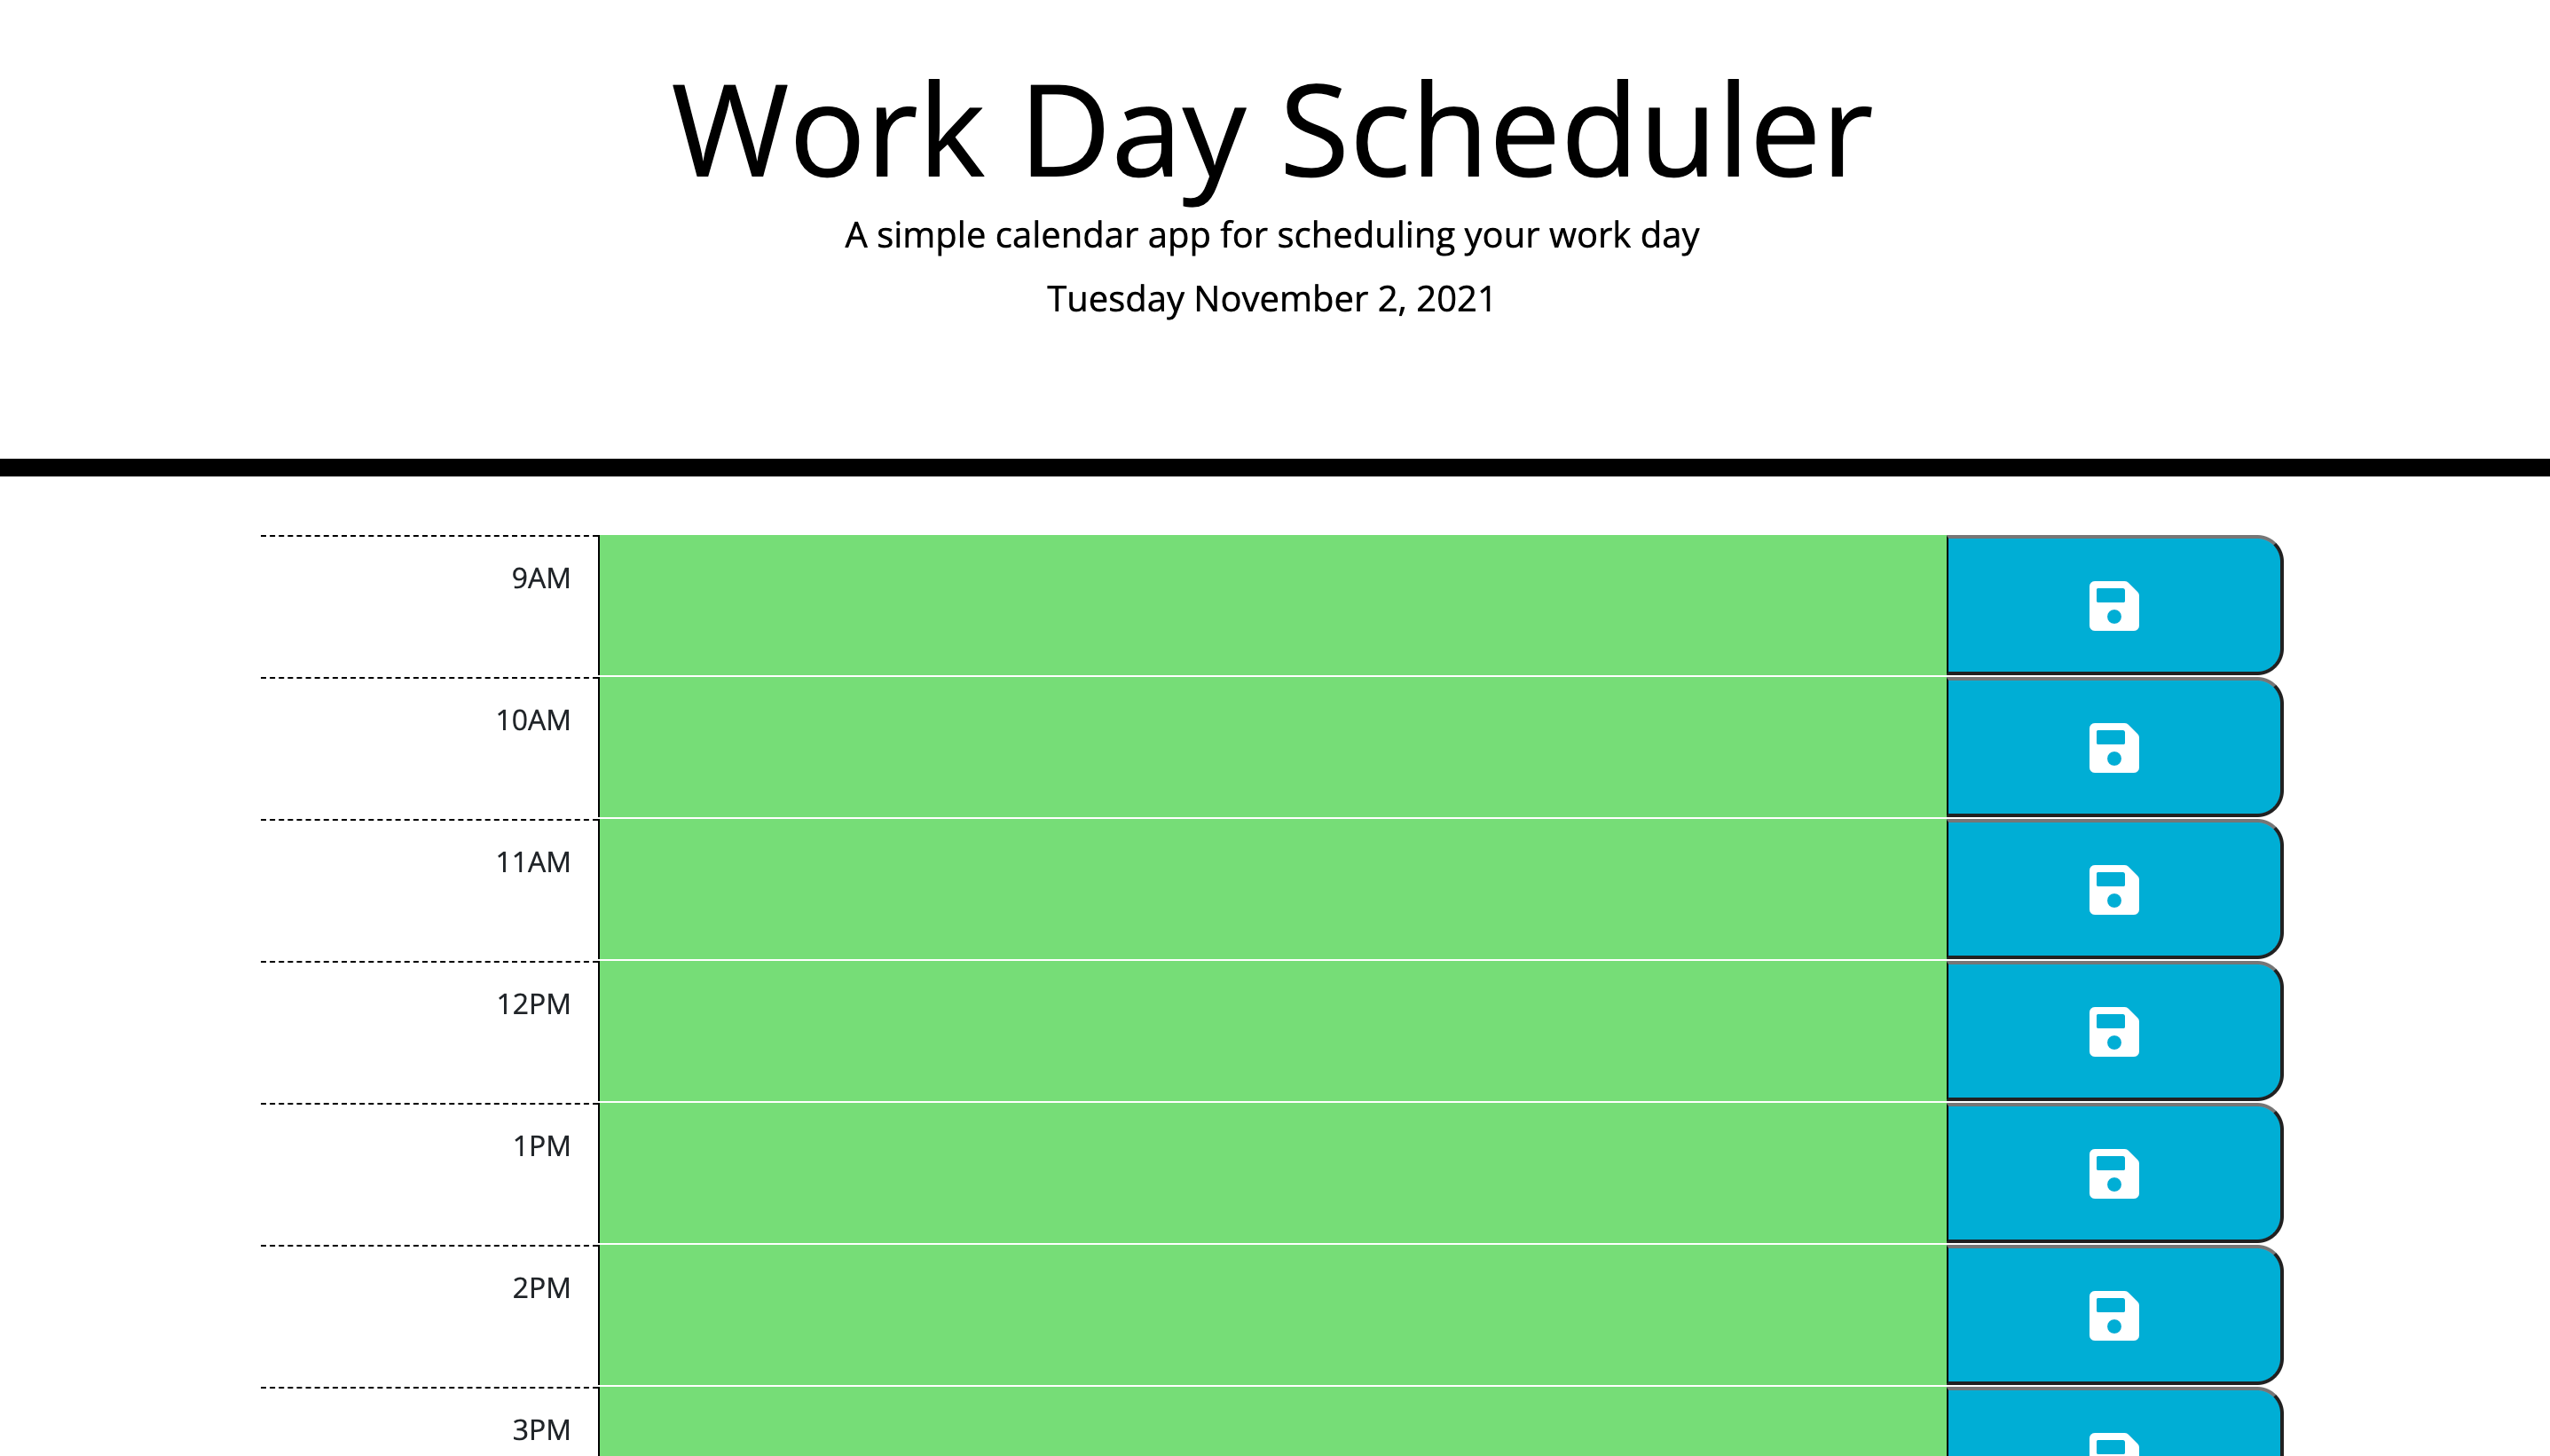 Work Day Scheduler
A simple calendar app for scheduling your work day
Tuesday November 2, 2021
9AM
10AM
11AM
12PM
1PM
2PM
3PM